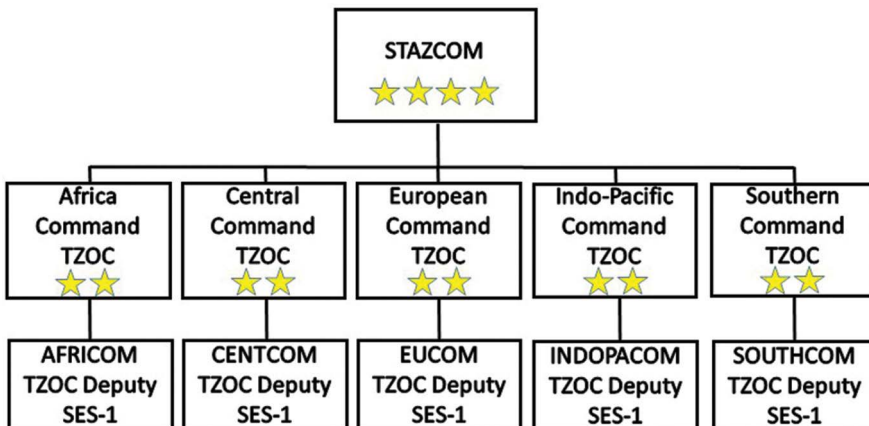 STAZCOM
Africa
Command
TZOC
Central
Command
TZOC
European
Command
TZOC
Indo-Pacific
Command
TZOC
Southern
Command
TZOC
AFRICOM
TZOC Deputy
SES-1
CENTCOM
TZOC Deputy
SES-1
EUCOM
TZOC Deputy
SES-1
INDOPACOM
TZOC Deputy
SES-1
SOUTHCOM
TZOC Deputy
SES-1